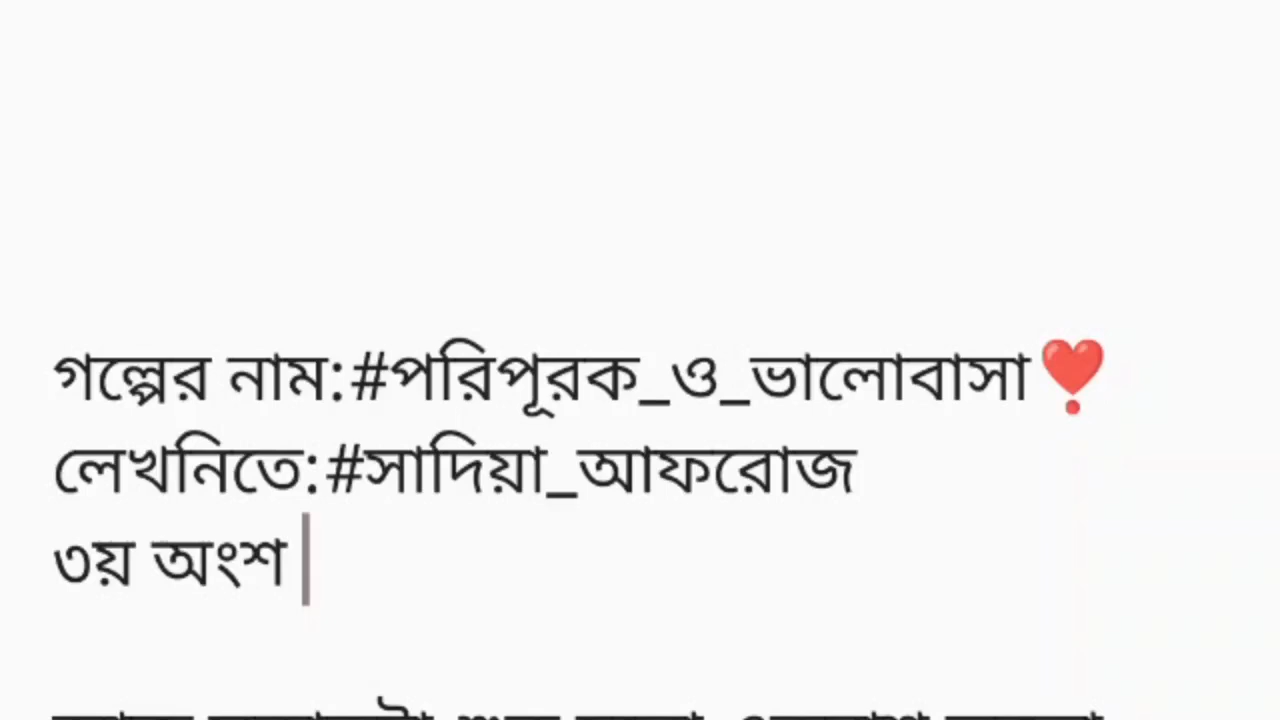 গল্পের নাম:#পরিপূরক_ও_ভালোবাসা❣️
লেখনিতে:#সাদিয়া_আফরোজ
৩য় অংশ